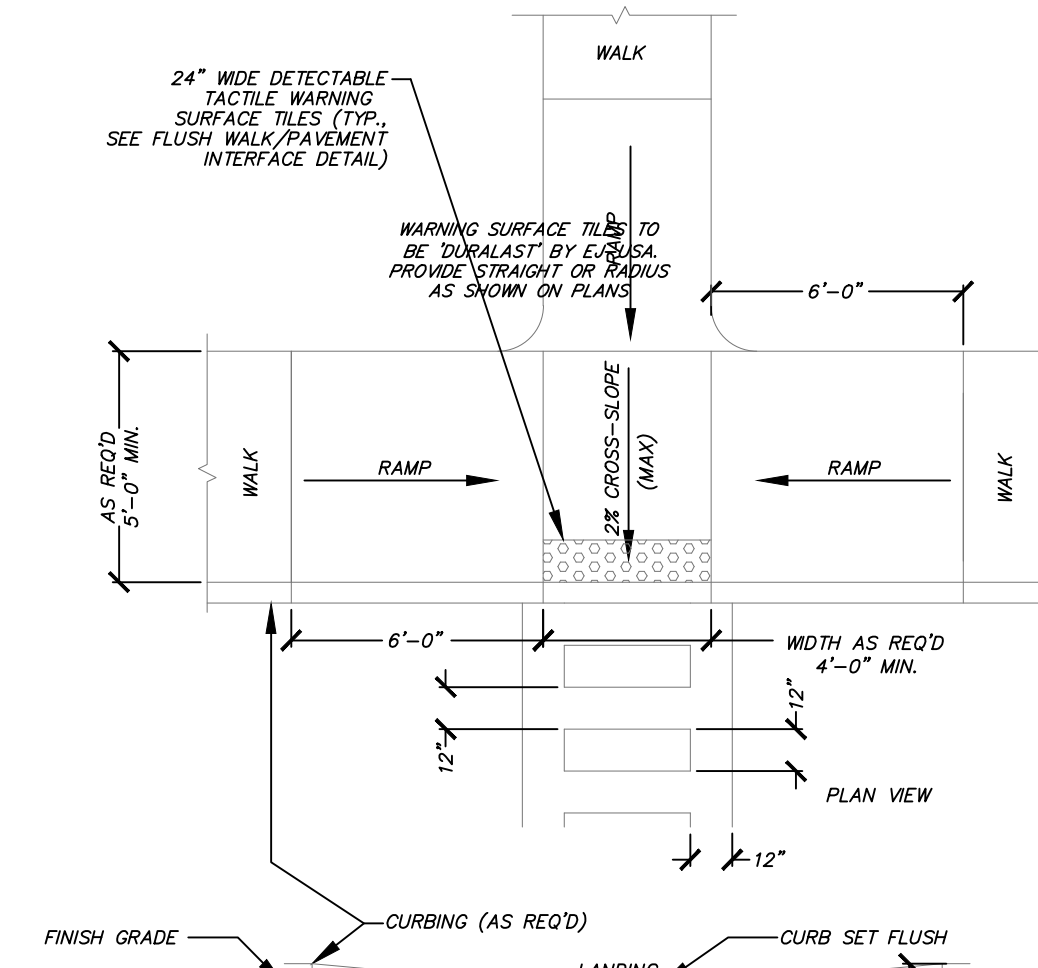 WALK
24" WIDE DETECTABLE
TACTILE WARNING
SURFACE TILES (TYP.,
SEE FLUSH WALK/PAVEMENT
INTERFACE DETAIL)
RAMP
WARNING SURFACE TILES TO
BE 'DURALAST' BY EJ USA.
PROVIDE STRAIGHT OR RADIUS
AS SHOWN ON PLANS
6'-0"
AS REQ'D
5'-0" MIN.
WALK
RAMP
2% CROSS-SLOPE
(MAX)
RAMP
WALK
6'-0"
WIDTH AS REQ'D
4'-0" MIN.
12"
12"
PLAN VIEW
12"
CURBING (AS REQ'D)
FINISH GRADE
CURB SET FLUSH
LANDING